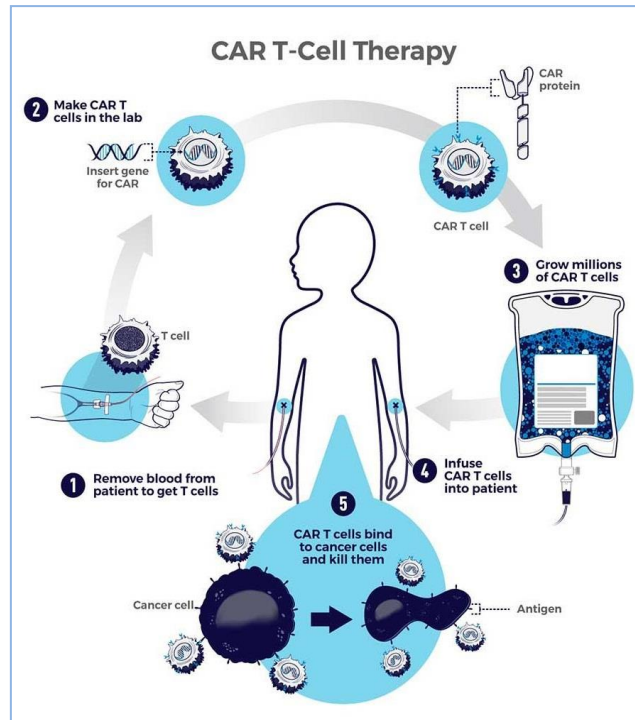 CAR T-Cell Therapy
CAR
protein
2 Make CAR T
cells in the lab
Insert gene
for CAR
CAR T cell
3 Grow millions
of CAR T cells
T cell
1 Remove blood from
patient to get T cells
4 Infuse
CAR T cells
into patient
5
CAR T cells bind
to cancer cells
and kill them
Cancer cell
Antigen